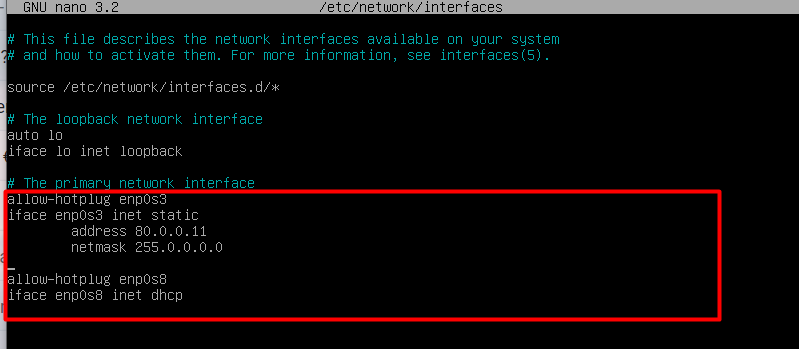 GNU nano 3.2 /etc/network/interfaces
# This file describes the network interfaces available on your system
# and how to activate them. For more information, see interfaces(5).
source /etc/network/interfaces.d/*
# The loopback network interface
auto lo
iface lo inet loopback
# The primary network interface
allow-hotplug enp0s3
iface enp0s3 inet static
address 80.0.0.11
netmask 255.0.0.0.0
allow-hotplug enp0s8
iface enp0s8 inet dhcp